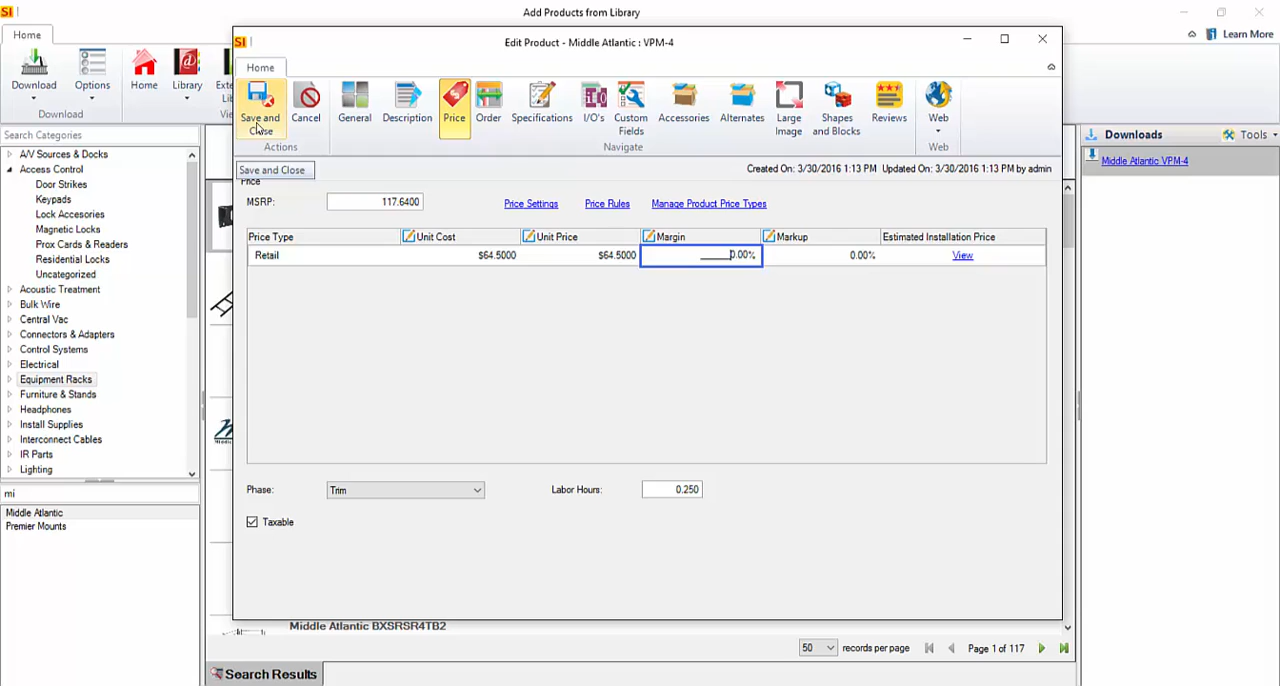 SI
Add Products from Library
Home
Learn More
Download
Options
Home
Library
Download
SI
Edit Product - Middle Atlantic : VPM-4
Home
Save and
Close
Cancel
General
Description
Price
Order
Specifications
I/O's
Custom
Fields
Accessories
Alternates
Large
Image
Shapes
and Blocks
Reviews
Web
Actions
Navigate
Web
Save and Close
Created On: 3/30/2016 1:13 PM Updated On: 3/30/2016 1:13 PM by admin
Price
MSRP:
117.6400
Price Settings
Price Rules
Manage Product Price Types
Price Type
Unit Cost
Unit Price
Margin
Markup
Estimated Installation Price
Retail
$64.5000
$64.5000
0.00%
0.00%
View
Phase:
Trim
Labor Hours:
0.250
Taxable
Search Categories
A/V Sources & Docks
Access Control
Door Strikes
Keypads
Lock Accesories
Magnetic Locks
Prox Cards & Readers
Residential Locks
Uncategorized
Acoustic Treatment
Bulk Wire
Central Vac
Connectors & Adapters
Control Systems
Electrical
Equipment Racks
Furniture & Stands
Headphones
Install Supplies
Interconnect Cables
IR Parts
Lighting
mi
Middle Atlantic
Premier Mounts
Downloads
Tools
Middle Atlantic VPM-4
Middle Atlantic BXSRSR4TB2
50
records per page
Page 1 of 117
Search Results